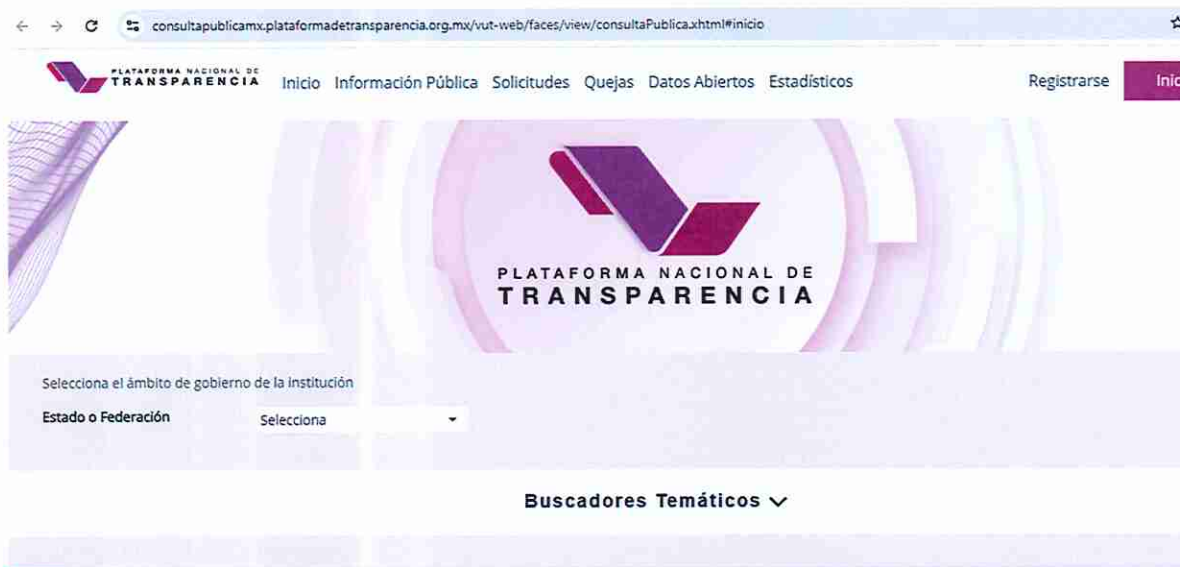 consultapublicamx.plataformadetransparencia.org.mx/vut-web/faces/view/consultaPublica.xhtml#inicio
PLATAFORMA NACIONAL DE
TRANSPARENCIA
Inicio Información Pública Solicitudes Quejas Datos Abiertos Estadísticos Registrarse Inic
PLATAFORMA NACIONAL DE
TRANSPARENCIA
Selecciona el ámbito de gobierno de la institución
Estado o Federación Selecciona
Buscadores Temáticos